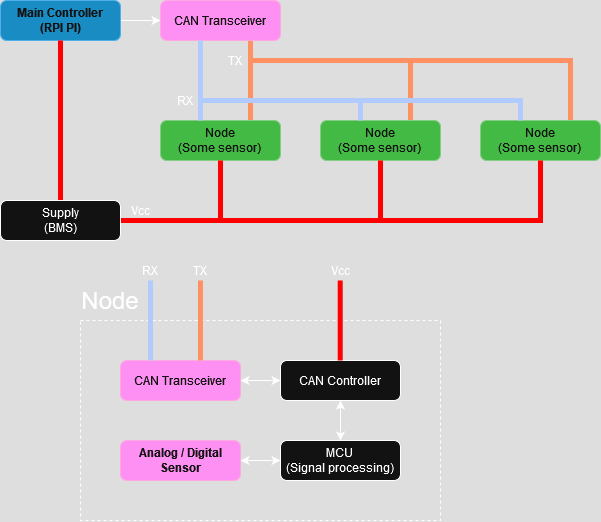 Main Controller
(RPI PI)
CAN Transceiver
TX
RX
Node
(Some sensor)
Node
(Some sensor)
Node
(Some sensor)
Supply
(BMS)
Vcc
RX
TX
Vcc
Node
CAN Transceiver
CAN Controller
Analog / Digital
Sensor
MCU
(Signal processing)